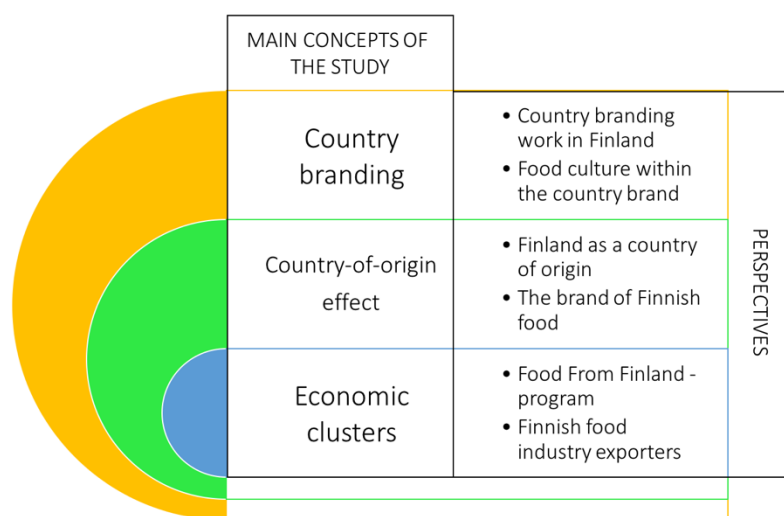 MAIN CONCEPTS OF
THE STUDY
Country
branding
• Country branding
work in Finland
• Food culture within
the country brand
Country-of-origin
effect
• Finland as a country
of origin
• The brand of Finnish
food
Economic
clusters
• Food From Finland -
program
• Finnish food
industry exporters
PERSPECTIVES